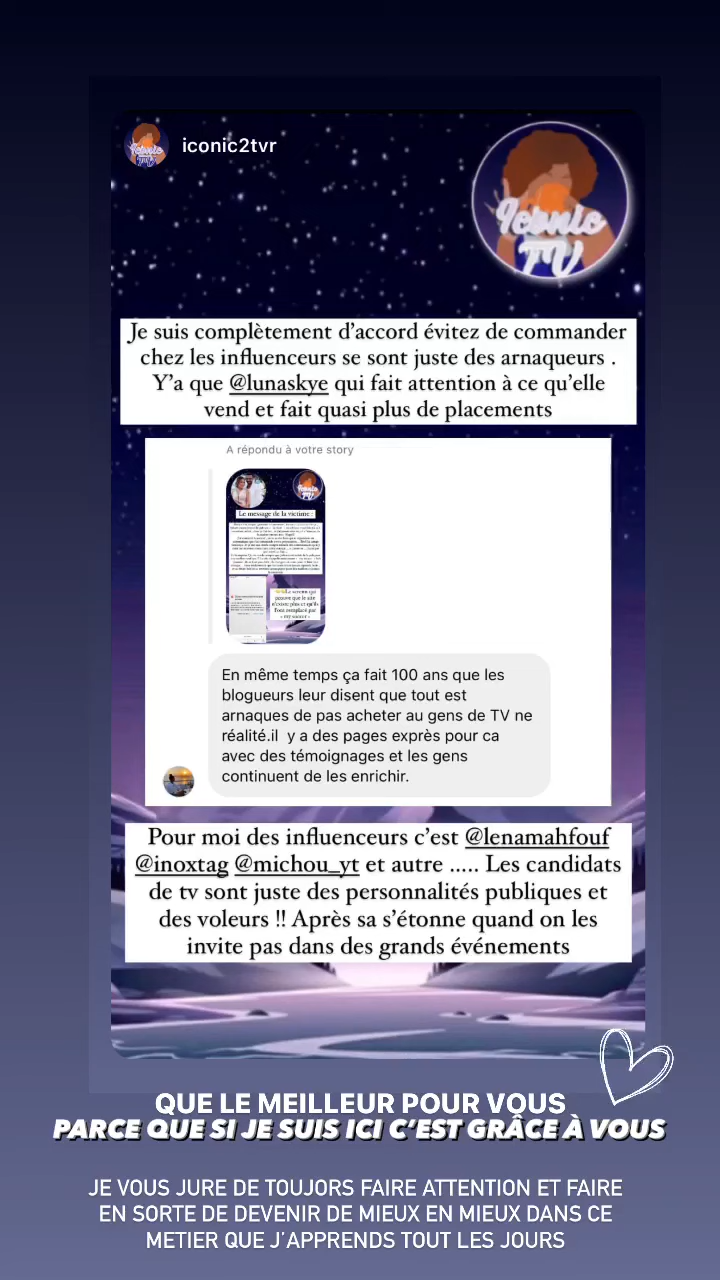 iconic2tvr
Iconic
TV
Je suis complètement d'accord évitez de commander
chez les influenceurs se sont juste des arnaqueurs .
Y'a que @lunaskye qui fait attention à ce qu'elle
vend et fait quasi plus de placements
A répondu à votre story
Le message de la victime :
En même temps ça fait 100 ans que les
blogueurs leur disent que tout est
arnaques de pas acheter au gens de TV ne
réalité.il y a des pages exprès pour ca
avec des témoignages et les gens
continuent de les enrichir.
Pour moi des influenceurs c'est @lenamahfouf
@inoxtag @michou_yt et autre ..... Les candidats
de tv sont juste des personnalités publiques et
des voleurs !! Après sa s'étonne quand on les
invite pas dans des grands événements
QUE LE MEILLEUR POUR VOUS
PARCE QUE SI JE SUIS ICI C'EST GRÂCE À VOUS
JE VOUS JURE DE TOUJORS FAIRE ATTENTION ET FAIRE
EN SORTE DE DEVENIR DE MIEUX EN MIEUX DANS CE
METIER QUE J'APPRENDS TOUT LES JOURS